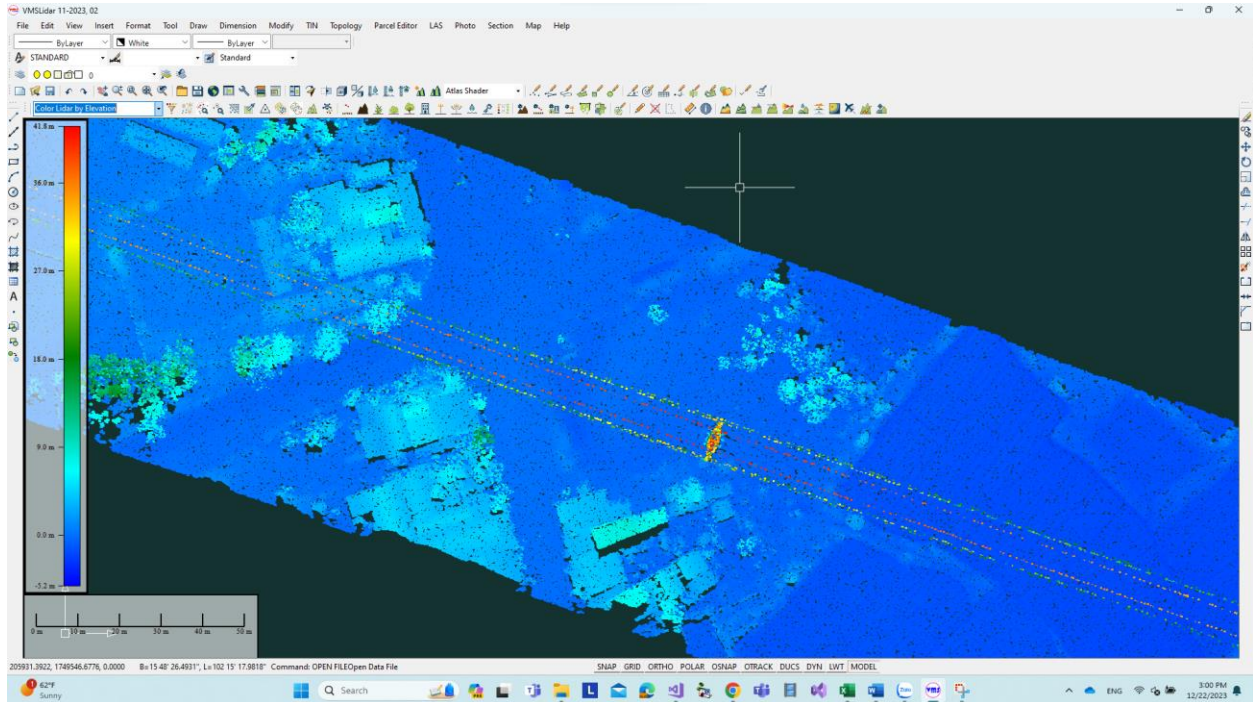 VMSLidar 11-2023, 02
File Edit View Insert Format Tool Draw Dimension Modify TIN Topology Parcel Editor LAS Photo Section Map Help
ByLayer White ByLayer
STANDARD Standard
0
Atlas Shader
Color Lidar by Elevation
41.8 m
36.0 m
27.0 m
18.0 m
9.0 m
0.0 m
-5.2 m
0 m 10 m 20 m 30 m 40 m 50 m
205931.3922, 1749546.6776, 0.0000 B=15 48' 26.4931", L=102 15' 17.9818" Command: OPEN FILEOpen Data File SNAP GRID ORTHO POLAR OSNAP OTRACK DUCS DYN LWT MODEL
62°F Search ENG 3:00 PM
Sunny 12/22/2023